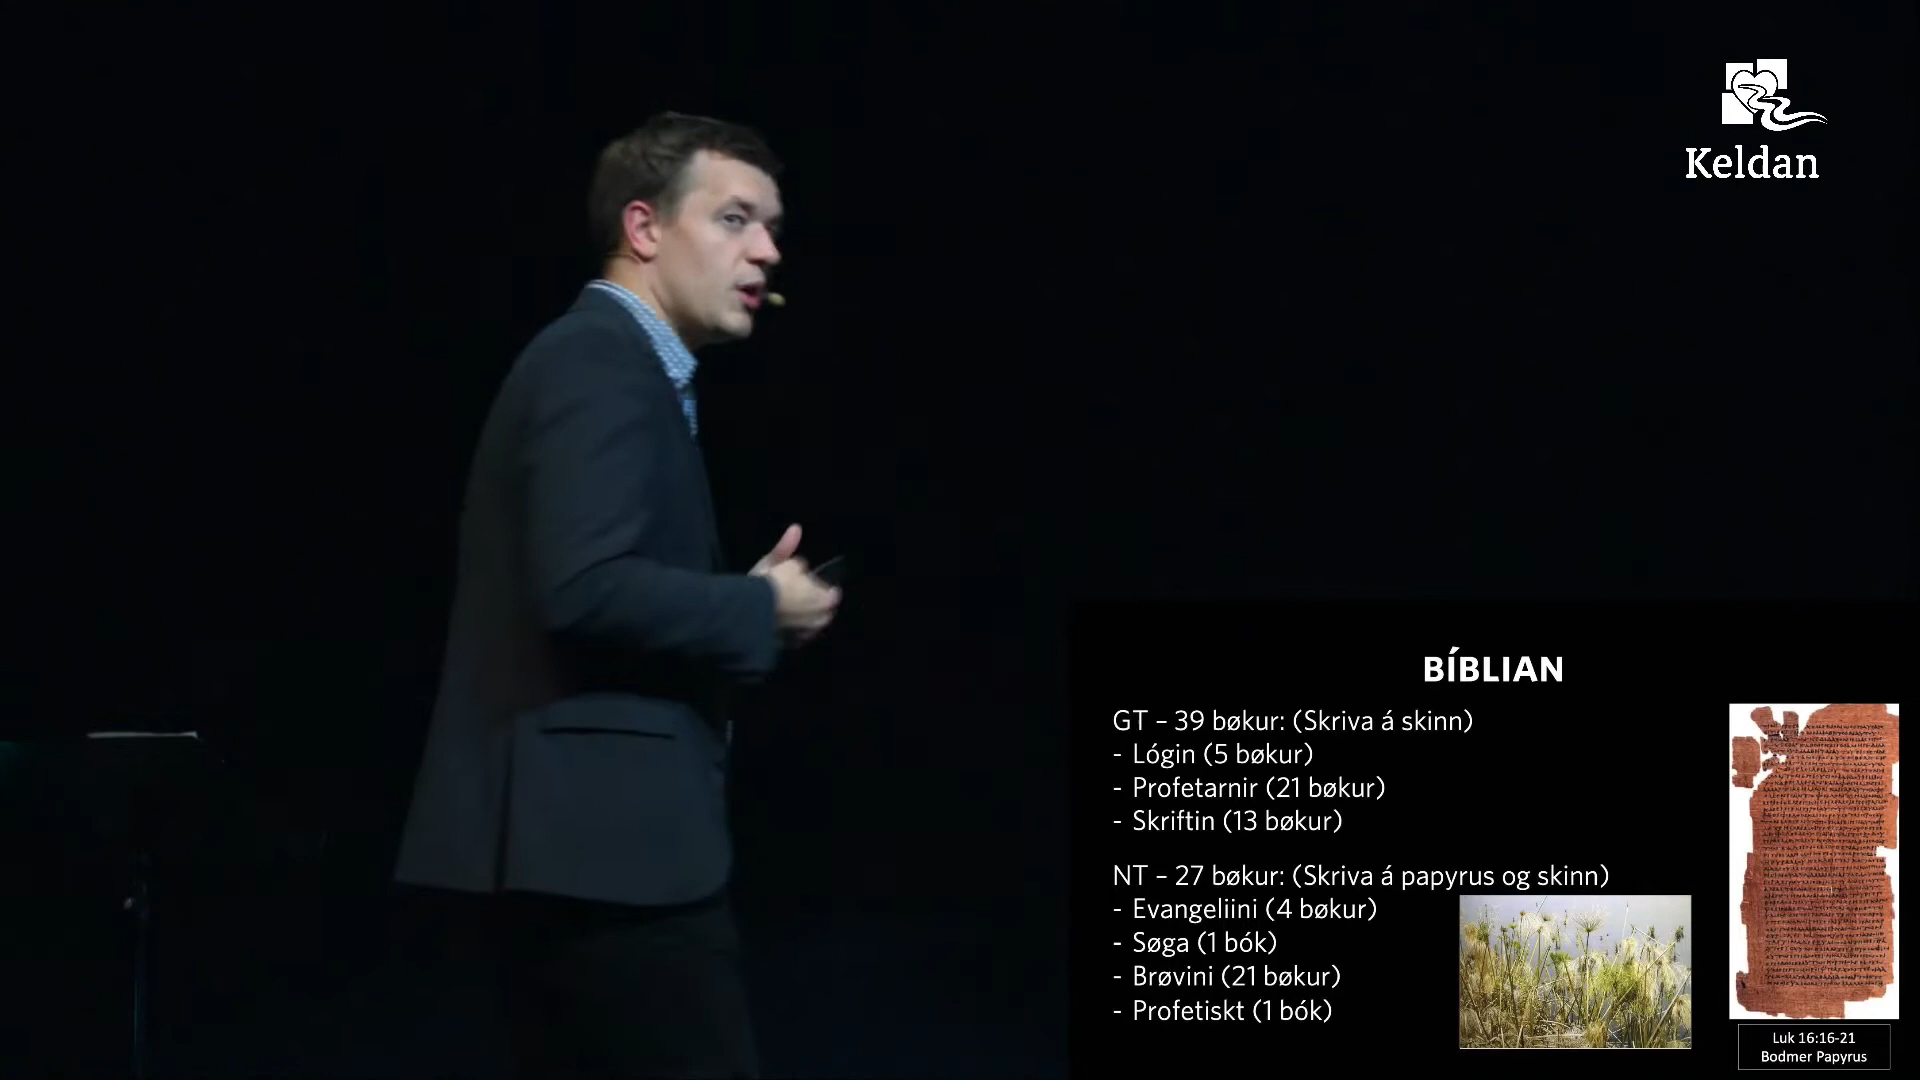 Keldan
BÍBLIAN
GT – 39 bøkur: (Skriva á skinn)
- Lógin (5 bøkur)
- Profetarnir (21 bøkur)
- Skriftin (13 bøkur)
NT – 27 bøkur: (Skriva á papyrus og skinn)
- Evangeliini (4 bøkur)
- Søga (1 bók)
- Brøvini (21 bøkur)
- Profetiskt (1 bók)
Luk 16:16-21
Bodmer Papyrus